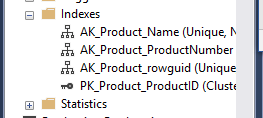 Indexes
AK_Product_Name (Unique, N
AK_Product_ProductNumber
AK_Product_rowguid (Unique
PK_Product_ProductID (Cluste
Statistics